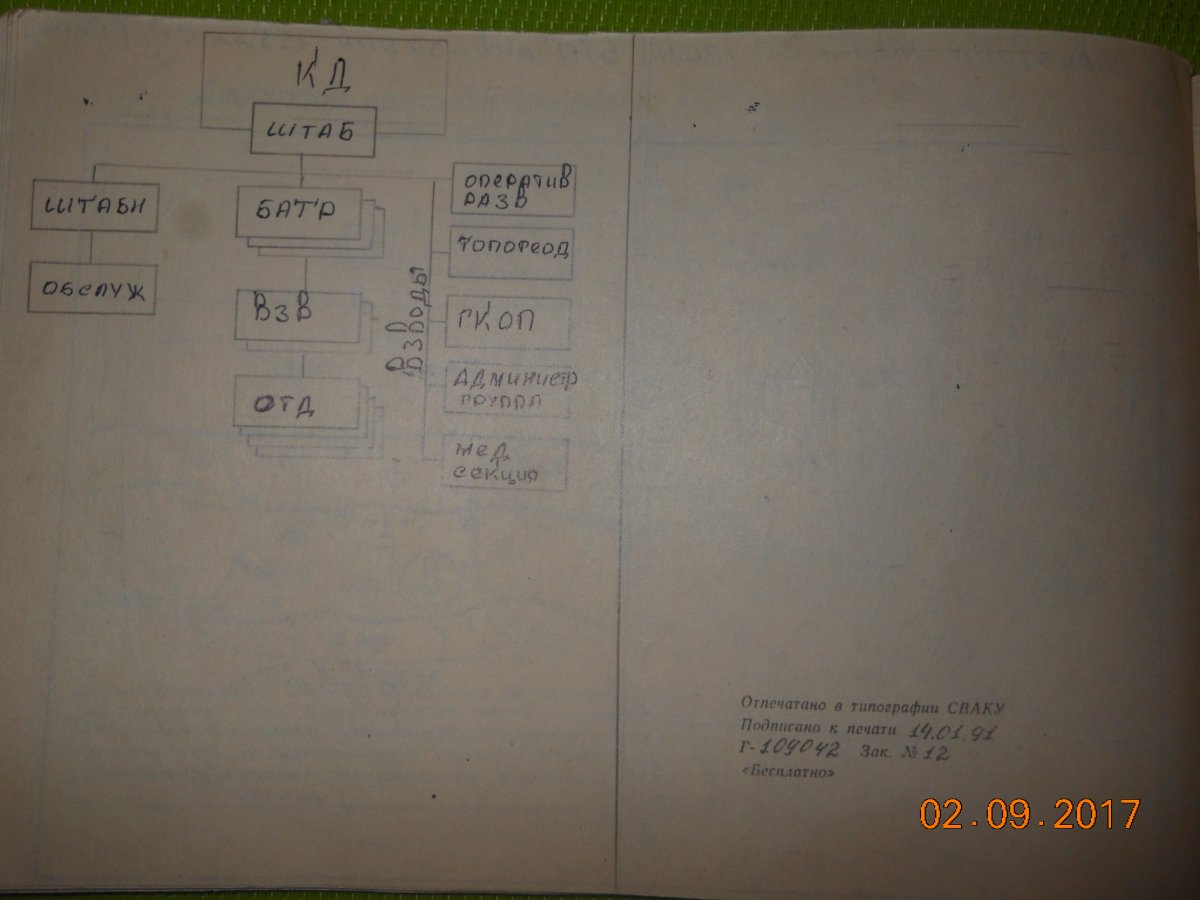 КД
ШТАБ
ШТАБН
ОБСЛУЖ
БАТР
ВЗВ
ОТД
ВЗВОДЫ
ОПЕРАТИВ
РАЗВ
ТОПОГЕОД
ГКОП
АДМИНИСТР
ГРУППА
МЕД
СЕКЦИЯ
Отпечатано в типографии СВАКУ
Подписано к печати 14.01.91
Г-109042 Зак. № 12
«Бесплатно»
02.09.2017